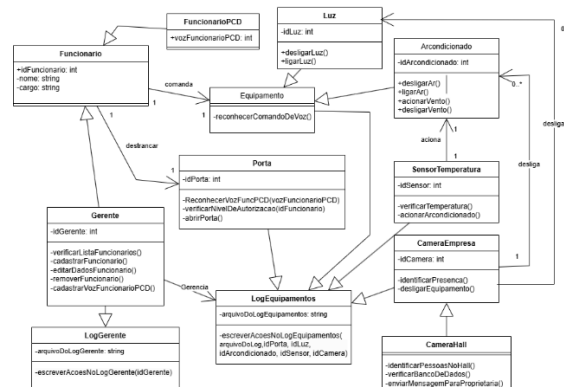 FuncionarioPCD
+vozFuncionarioPCD: int
Luz
-idLuz: int
+desligarLuz()
+ligarLuz()
Funcionario
+idFuncionario: int
-nome: string
-cargo: string
Arcondicionado
-idArcondicionado: int
+desligarAr()
+ligarAr()
+acionarVento()
+desligarVento()
0..*
desliga
comanda
1
1
Equipamento
-reconhecerComandoDeVoz()
1
destrancar
1
1
aciona
1
desliga
Porta
-idPorta: int
-ReconhecerVozFuncPCD(vozFuncionarioPCD)
-verificarNivelDeAutorizacao(idFuncionario)
-abrirPorta()
SensorTemperatura
-idSensor: int
-verificarTemperatura()
-acionarArcondicionado()
Gerente
-idGerente: int
-verificarListaFuncionarios()
-cadastrarFuncionario()
-editarDadosFuncionario()
-removerFuncionario()
-cadastrarVozFuncionarioPCD()
CameraEmpresa
-idCamera: int
-identificarPresenca()
-desligarEquipamento()
1
Gerencia
LogEquipamentos
-arquivoDoLogEquipamentos: string
-escreverAcoesNoLogEquipamentos(
arquivoDoLog,idPorta, idLuz,
idArcondicionado, idSensor, idCamera)
LogGerente
-arquivoDoLogGerente: string
-escreverAcoesNoLogGerente(idGerente)
CameraHall
-identificarPessoasNoHall()
-verificarBancoDeDados()
-enviarMensagemParaProprietaria()